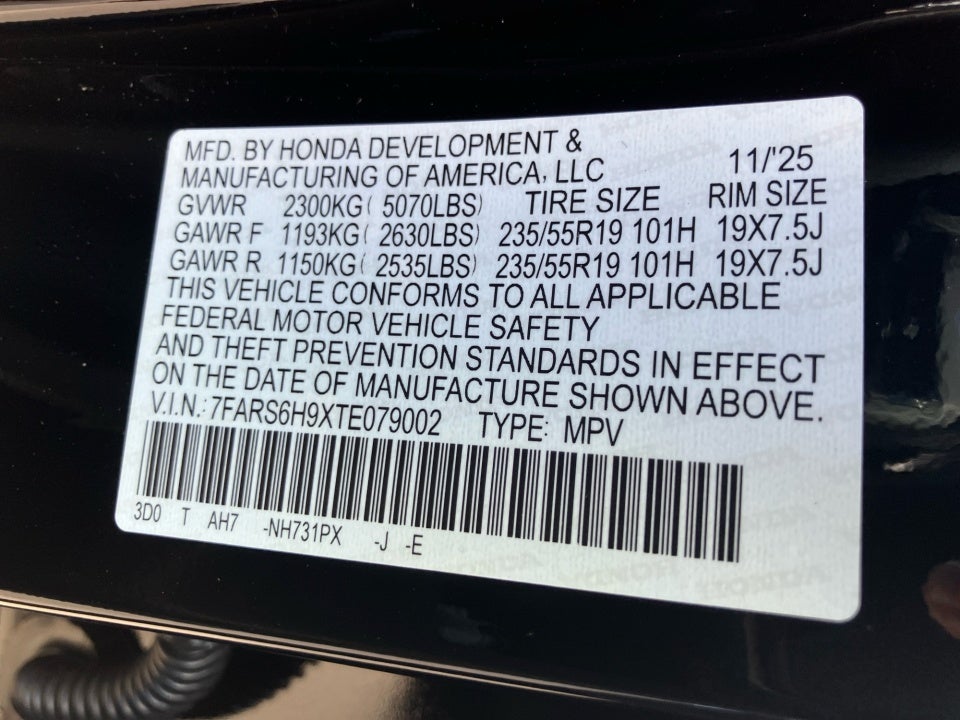 MFD. BY HONDA DEVELOPMENT &
MANUFACTURING OF AMERICA, LLC 11/'25
GVWR 2300KG( 5070LBS) TIRE SIZE RIM SIZE
GAWR F 1193KG( 2630LBS) 235/55R19 101H 19X7.5J
GAWR R 1150KG( 2535LBS) 235/55R19 101H 19X7.5J
THIS VEHICLE CONFORMS TO ALL APPLICABLE
FEDERAL MOTOR VEHICLE SAFETY
AND THEFT PREVENTION STANDARDS IN EFFECT
ON THE DATE OF MANUFACTURE SHOWN ABOVE.
V.I.N.: 7FARS6H9XTE079002 TYPE: MPV
3D0 T AH7 -NH731PX -J -E